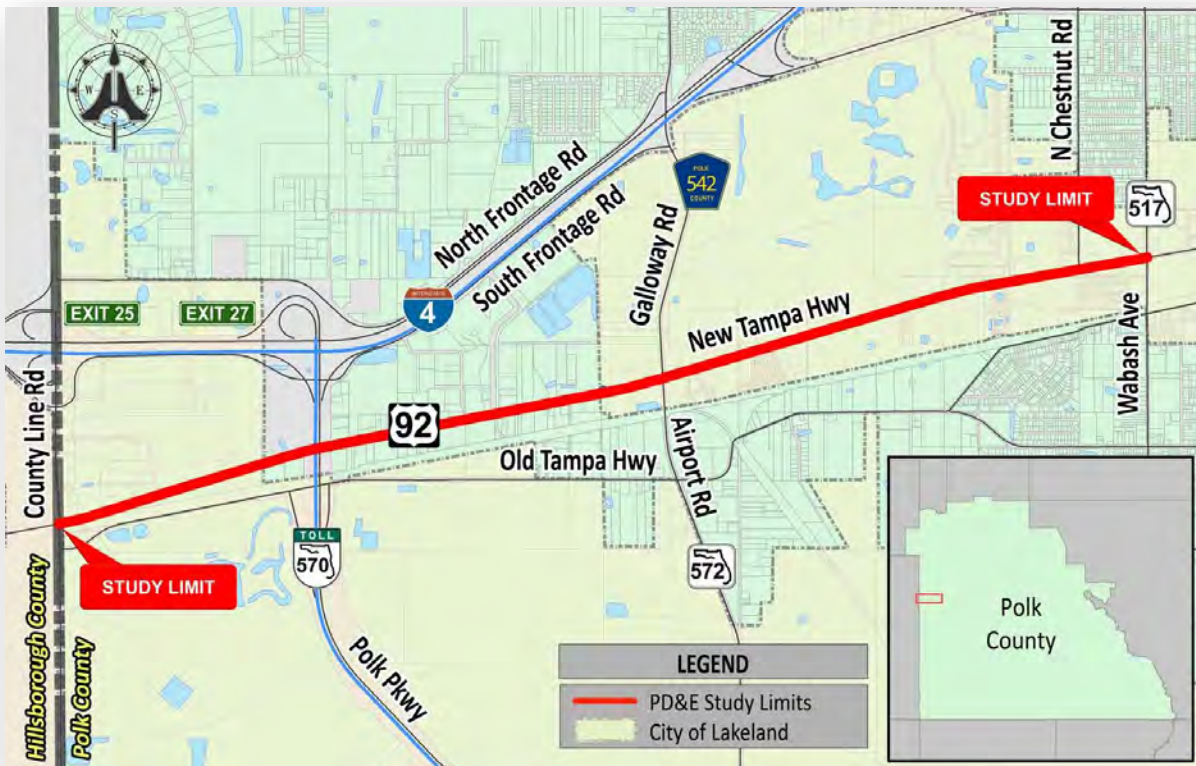 N
W
E
S
North Frontage Rd
South Frontage Rd
N Chestnut Rd
POLK
542
COUNTY
STUDY LIMIT
517
EXIT 25
EXIT 27
INTERSTATE
4
Galloway Rd
New Tampa Hwy
Wabash Ave
County Line Rd
92
Old Tampa Hwy
Airport Rd
TOLL
570
STUDY LIMIT
572
Polk Pkwy
Hillsborough County
Polk County
LEGEND
PD&E Study Limits
City of Lakeland
Polk
County